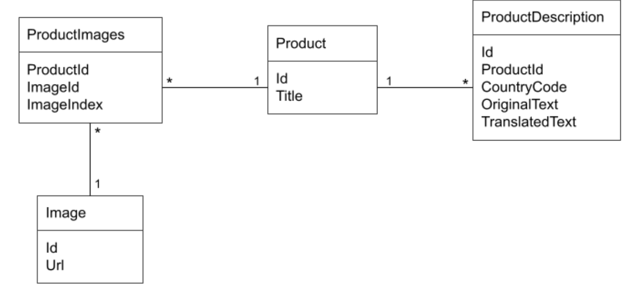 ProductImages
ProductId
ImageId
ImageIndex
*
1
Product
Id
Title
1
*
ProductDescription
Id
ProductId
CountryCode
OriginalText
TranslatedText
*
1
Image
Id
Url